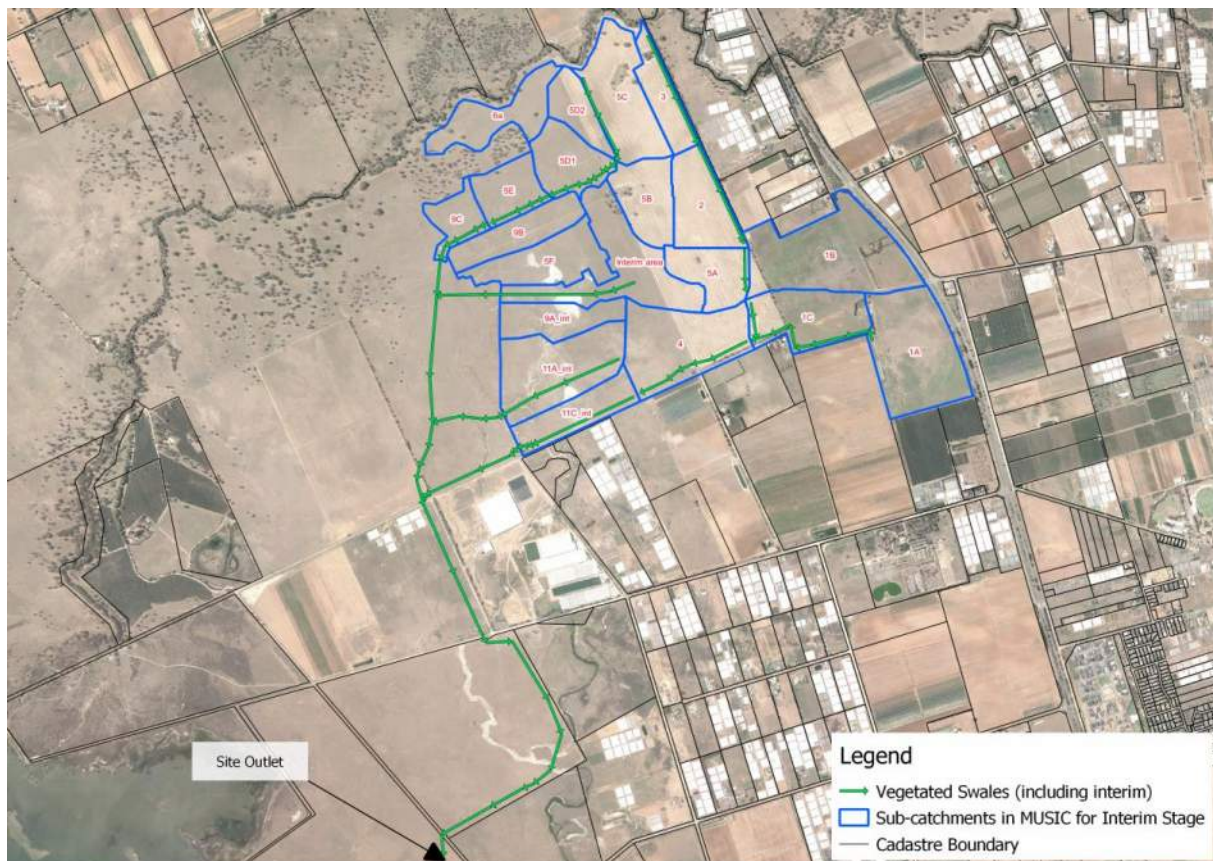 5C
3
5D2
6a
5D1
5E
5B
2
9C
9B
1B
5F
Interim area
5A
9A_int
1C
4
1A
11A_int
11C_int
Site Outlet
Legend
Vegetated Swales (including interim)
Sub-catchments in MUSIC for Interim Stage
Cadastre Boundary